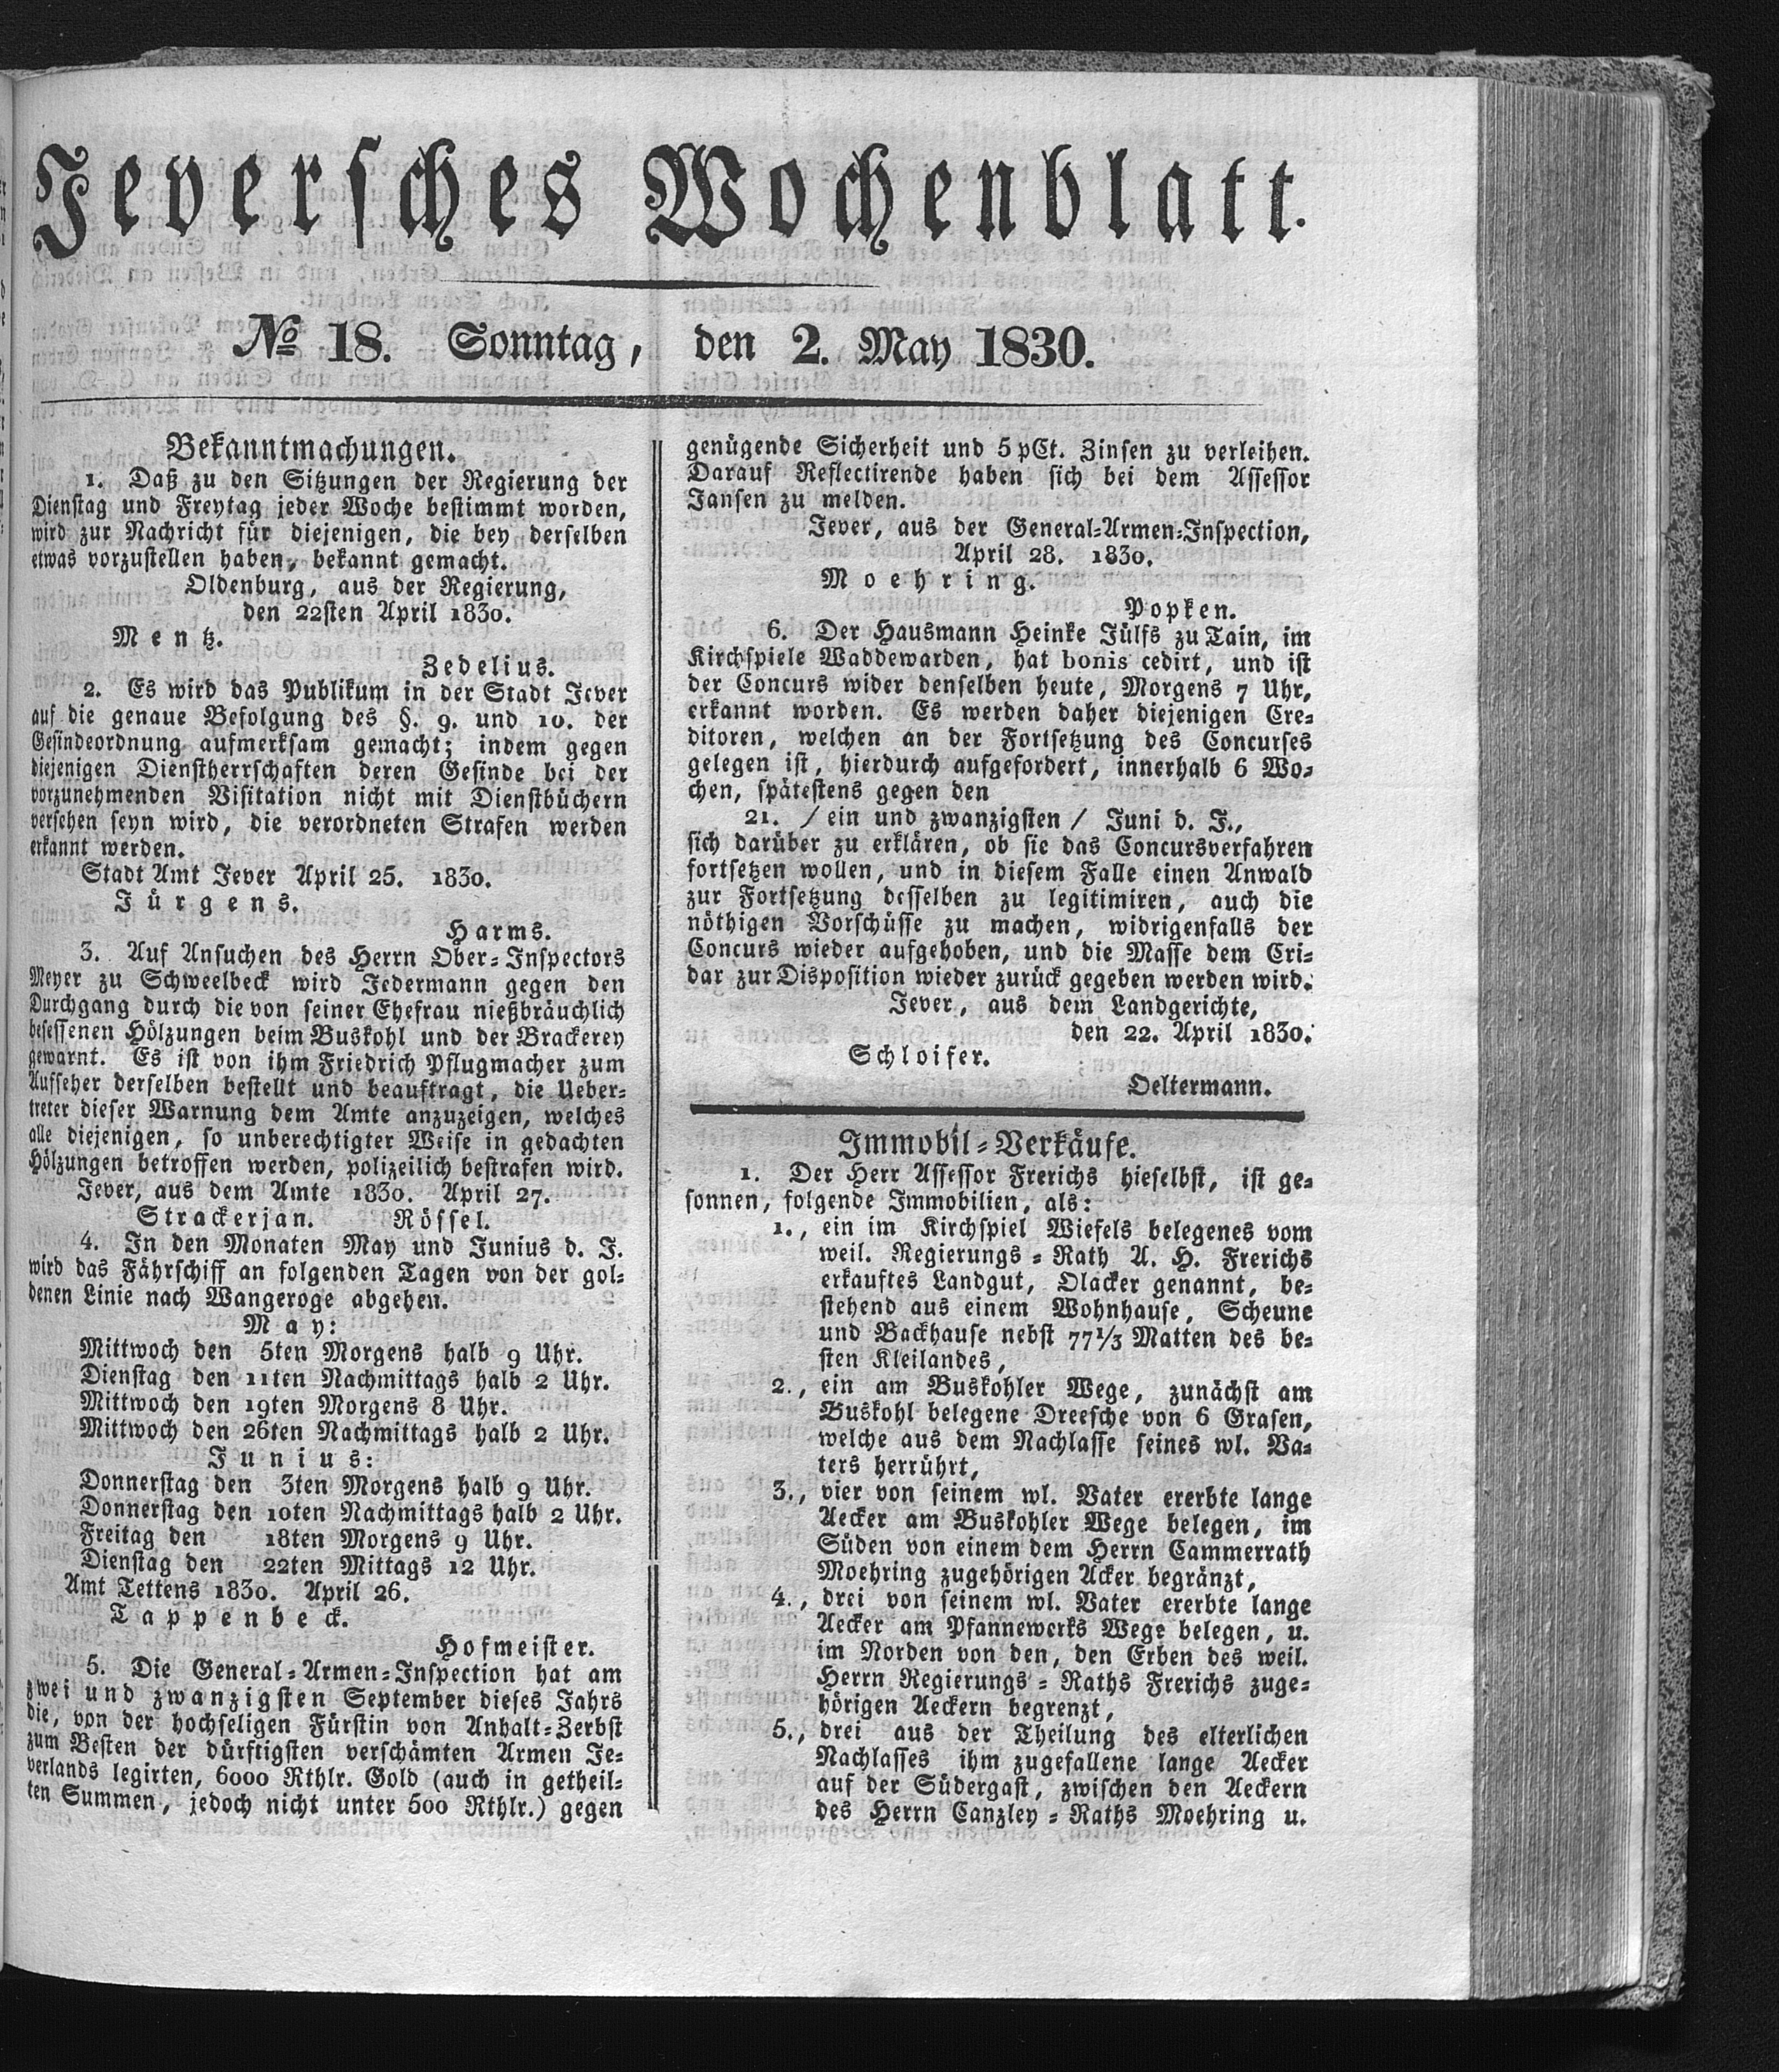 Jeversches Wochenblatt.
No 18. Sonntag, den 2. May 1830.
Bekanntmachungen.
1. Daß zu den Sitzungen der Regierung der
Dienstag und Freytag jeder Woche bestimmt worden,
wird zur Nachricht für diejenigen, die bey derselben
etwas vorzustellen haben, bekannt gemacht.
Oldenburg, aus der Regierung,
den 22sten April 1830.
Mentz.
Zedelius.
2. Es wird das Publikum in der Stadt Jever
auf die genaue Befolgung des §. 9. und 10. der
Gesindeordnung aufmerksam gemacht; indem gegen
diejenigen Dienstherrschaften deren Gesinde bei der
vorzunehmenden Visitation nicht mit Dienstbüchern
versehen seyn wird, die verordneten Strafen werden
erkannt werden.
Stadt Amt Jever April 25. 1830.
Jürgens.
Harms.
3. Auf Ansuchen des Herrn Ober-Inspectors
Meyer zu Schweelbeck wird Jedermann gegen den
Durchgang durch die von seiner Ehefrau nießbräuchlich
besessenen Hölzungen beim Buskohl und der Brackerey
gewarnt. Es ist von ihm Friedrich Pflugmacher zum
Aufseher derselben bestellt und beauftragt, die Ueber-
treter dieser Warnung dem Amte anzuzeigen, welches
alle diejenigen, so unberechtigter Weise in gedachten
Hölzungen betroffen werden, polizeilich bestrafen wird.
Jever, aus dem Amte 1830. April 27.
Strackerjan. Rössel.
4. In den Monaten May und Junius d. J.
wird das Fährschiff an folgenden Tagen von der gol-
denen Linie nach Wangeroge abgehen.
May:
Mittwoch den 5ten Morgens halb 9 Uhr.
Dienstag den 11ten Nachmittags halb 2 Uhr.
Mittwoch den 19ten Morgens 8 Uhr.
Mittwoch den 26ten Nachmittags halb 2 Uhr.
Junius:
Donnerstag den 3ten Morgens halb 9 Uhr.
Donnerstag den 10ten Nachmittags halb 2 Uhr.
Freitag den 18ten Morgens 9 Uhr.
Dienstag den 22ten Mittags 12 Uhr.
Amt Tettens 1830. April 26.
Tappenbeck.
Hofmeister.
5. Die General-Armen-Inspection hat am
zwei und zwanzigsten September dieses Jahrs
die, von der hochseligen Fürstin von Anhalt-Zerbst
zum Besten der dürftigsten verschämten Armen Je-
verlands legirten, 6000 Rthlr. Gold (auch in getheil-
ten Summen, jedoch nicht unter 500 Rthlr.) gegen
genügende Sicherheit und 5 pCt. Zinsen zu verleihen.
Darauf Reflectirende haben sich bei dem Assessor
Jansen zu melden.
Jever, aus der General-Armen-Inspection,
April 28. 1830.
Moehring.
Popken.
6. Der Hausmann Heinke Jülfs zu Tain, im
Kirchspiele Waddewarden, hat bonis cedirt, und ist
der Concurs wider denselben heute, Morgens 7 Uhr,
erkannt worden. Es werden daher diejenigen Cre-
ditoren, welchen an der Fortsetzung des Concurses
gelegen ist, hierdurch aufgefordert, innerhalb 6 Wo-
chen, spätestens gegen den
21. /ein und zwanzigsten / Juni d. J.,
sich darüber zu erklären, ob sie das Concursverfahren
fortsetzen wollen, und in diesem Falle einen Anwald
zur Fortsetzung desselben zu legitimiren, auch die
nöthigen Vorschüsse zu machen, widrigenfalls der
Concurs wieder aufgehoben, und die Masse dem Cri-
dar zur Disposition wieder zurück gegeben werden wird.
Jever, aus dem Landgerichte,
den 22. April 1830.
Schloifer.
Oeltermann.
Immobil-Verkäufe.
1. Der Herr Assessor Frerichs hieselbst, ist ge-
sonnen, folgende Immobilien, als:
1., ein im Kirchspiel Wiefels belegenes vom
weil. Regierungs-Rath A. H. Frerichs
erkauftes Landgut, Olacker genannt, be-
stehend aus einem Wohnhause, Scheune
und Backhause nebst 77⅓ Matten des be-
sten Kleilandes,
2., ein am Buskohler Wege, zunächst am
Buskohl belegene Dreesche von 6 Grasen,
welche aus dem Nachlasse seines wl. Va-
ters herrührt,
3., vier von seinem wl. Vater ererbte lange
Aecker am Buskohler Wege belegen, im
Süden von einem dem Herrn Cammerrath
Moehring zugehörigen Acker begränzt,
4., drei von seinem wl. Vater ererbte lange
Aecker am Pfannewerks Wege belegen, u.
im Norden von den, den Erben des weil.
Herrn Regierungs-Raths Frerichs zuge-
hörigen Aeckern begrenzt,
5., drei aus der Theilung des elterlichen
Nachlasses ihm zugefallene lange Aecker
auf der Südergast, zwischen den Aeckern
des Herrn Canzley-Raths Moehring u.